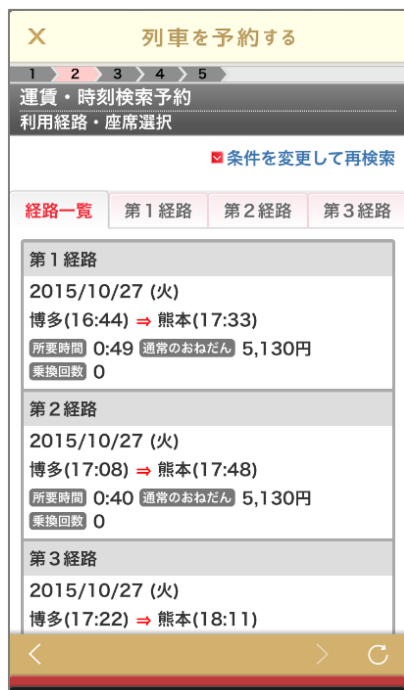 × 列車を予約する
1 2 3 4 5
運賃・時刻検索予約
利用経路・座席選択
条件を変更して再検索
経路一覧 第1経路 第2経路 第3経路
第1経路
2015/10/27 (火)
博多(16:44) ⇒ 熊本(17:33)
所要時間 0:49 通常のおねだん 5,130円
乗換回数 0
第2経路
2015/10/27 (火)
博多(17:08) ⇒ 熊本(17:48)
所要時間 0:40 通常のおねだん 5,130円
乗換回数 0
第3経路
2015/10/27 (火)
博多(17:22) ⇒ 熊本(18:11)